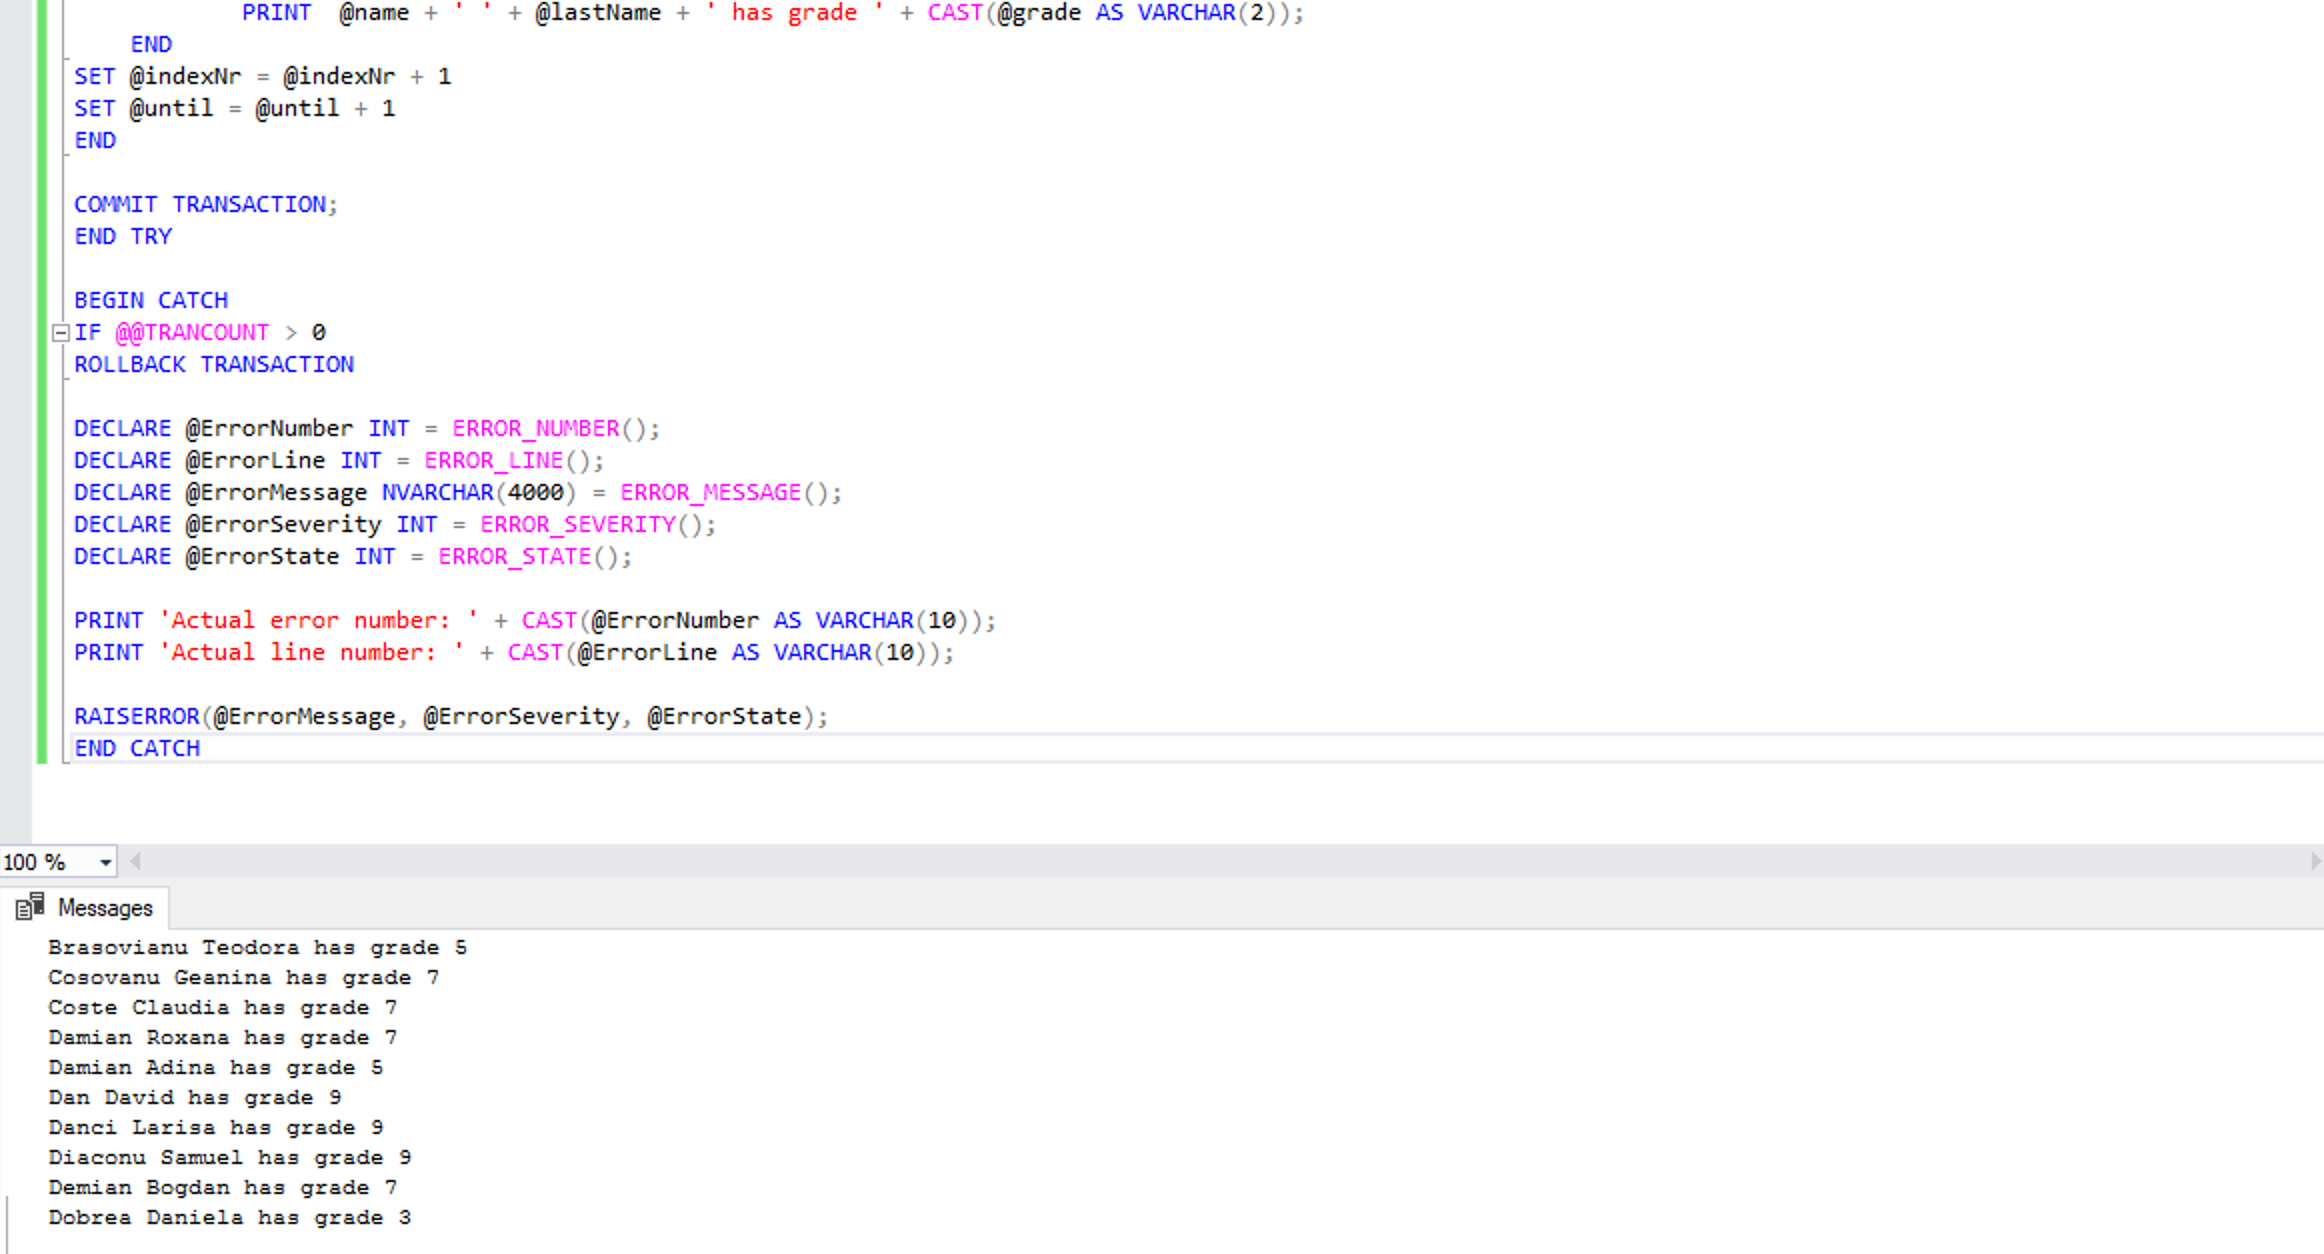 PRINT  @name + ' ' + @lastName + ' has grade ' + CAST(@grade AS VARCHAR(2));
END
SET @indexNr = @indexNr + 1
SET @until = @until + 1
END
COMMIT TRANSACTION;
END TRY
BEGIN CATCH
IF @@TRANCOUNT > 0
ROLLBACK TRANSACTION
DECLARE @ErrorNumber INT = ERROR_NUMBER();
DECLARE @ErrorLine INT = ERROR_LINE();
DECLARE @ErrorMessage NVARCHAR(4000) = ERROR_MESSAGE();
DECLARE @ErrorSeverity INT = ERROR_SEVERITY();
DECLARE @ErrorState INT = ERROR_STATE();
PRINT 'Actual error number: ' + CAST(@ErrorNumber AS VARCHAR(10));
PRINT 'Actual line number: ' + CAST(@ErrorLine AS VARCHAR(10));
RAISERROR(@ErrorMessage, @ErrorSeverity, @ErrorState);
END CATCH
100 %
Messages
Brasovianu Teodora has grade 5
Cosovanu Geanina has grade 7
Coste Claudia has grade 7
Damian Roxana has grade 7
Damian Adina has grade 5
Dan David has grade 9
Danci Larisa has grade 9
Diaconu Samuel has grade 9
Demian Bogdan has grade 7
Dobrea Daniela has grade 3